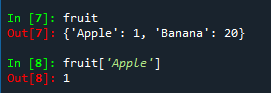 In [7]: fruit
Out[7]: {'Apple': 1, 'Banana': 20}
In [8]: fruit['Apple']
Out[8]: 1